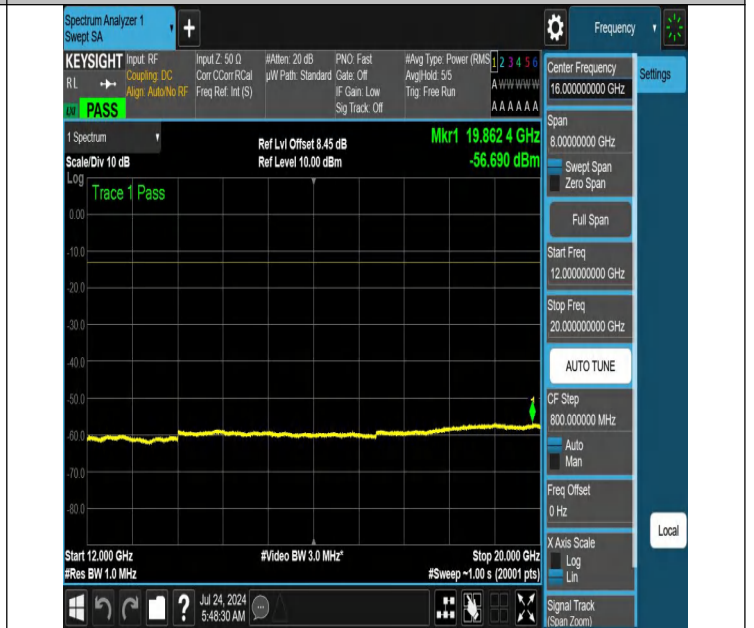 Spectrum Analyzer 1
Swept SA
+
Frequency
KEYSIGHT
RL
PASS
Input: RF
Coupling: DC
Align: Auto/No RF
Input Z: 50 Ω
Corr CCorr RCal
Freq Ref: Int (S)
#Atten: 20 dB
µW Path: Standard
PNO: Fast
Gate: Off
IF Gain: Low
Sig Track: Off
#Avg Type: Power (RMS)
Avg|Hold: 5/5
Trig: Free Run
1 2 3 4 5 6
A W W W W W
A A A A A A
1 Spectrum
Scale/Div 10 dB
Ref Lvl Offset 8.45 dB
Ref Level 10.00 dBm
Mkr1 19.862 4 GHz
-56.690 dBm
Log
Trace 1 Pass
0.00
-10.0
-20.0
-30.0
-40.0
-50.0
-60.0
-70.0
-80.0
1
Start 12.000 GHz
#Res BW 1.0 MHz
#Video BW 3.0 MHz*
Stop 20.000 GHz
#Sweep ~1.00 s (20001 pts)
Jul 24, 2024
5:48:30 AM
Center Frequency
16.000000000 GHz
Settings
Span
8.00000000 GHz
Swept Span
Zero Span
Full Span
Start Freq
12.000000000 GHz
Stop Freq
20.000000000 GHz
AUTO TUNE
CF Step
800.000000 MHz
Auto
Man
Freq Offset
0 Hz
X Axis Scale
Log
Lin
Local
Signal Track
(Span Zoom)